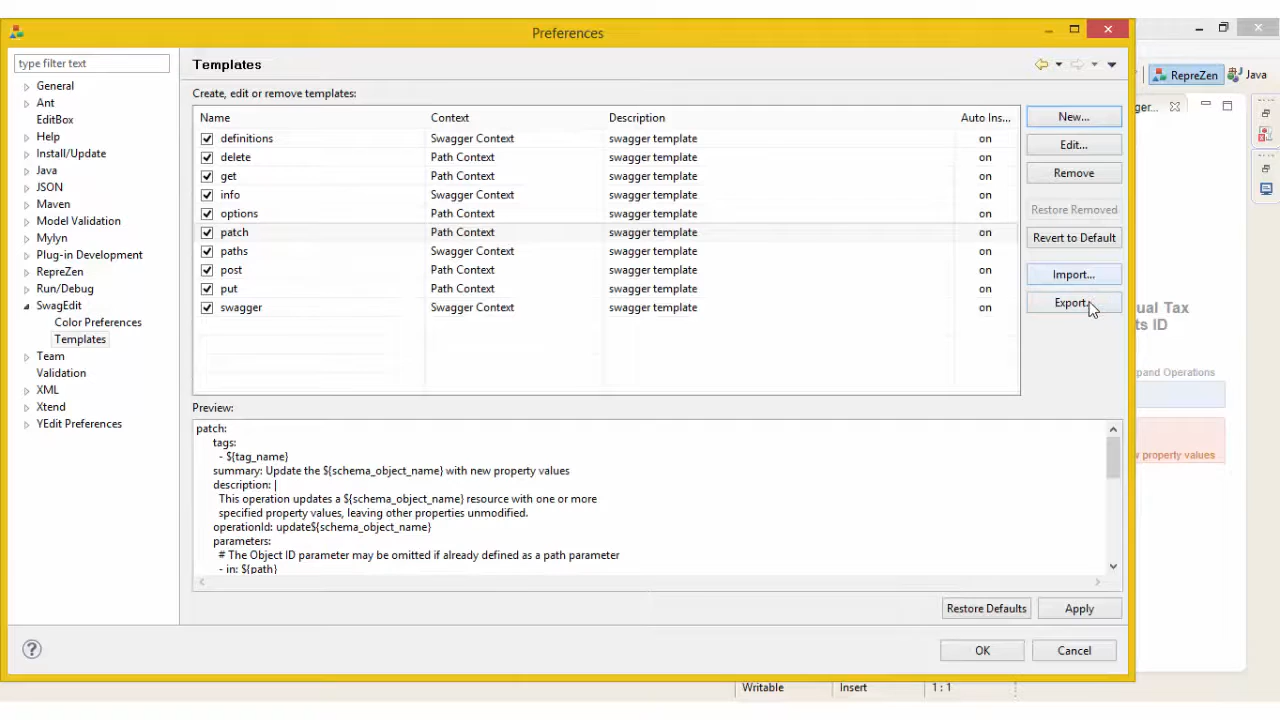 Preferences
type filter text
General
Ant
EditBox
Help
Install/Update
Java
JSON
Maven
Model Validation
Mylyn
Plug-in Development
RepreZen
Run/Debug
SwagEdit
Color Preferences
Templates
Team
Validation
XML
Xtend
YEdit Preferences
Templates
Create, edit or remove templates:
Name Context Description Auto Ins...
definitions Swagger Context swagger template on
delete Path Context swagger template on
get Path Context swagger template on
info Swagger Context swagger template on
options Path Context swagger template on
patch Path Context swagger template on
paths Swagger Context swagger template on
post Path Context swagger template on
put Path Context swagger template on
swagger Swagger Context swagger template on
New...
Edit...
Remove
Restore Removed
Revert to Default
Import...
Export...
Preview:
patch:
tags:
- ${tag_name}
summary: Update the ${schema_object_name} with new property values
description: |
This operation updates a ${schema_object_name} resource with one or more
specified property values, leaving other properties unmodified.
operationId: update${schema_object_name}
parameters:
# The Object ID parameter may be omitted if already defined as a path parameter
- in: ${path}
Restore Defaults Apply
OK Cancel
RepreZen Java
ger...
ual Tax
ts ID
pand Operations
w property values
Writable Insert 1 : 1